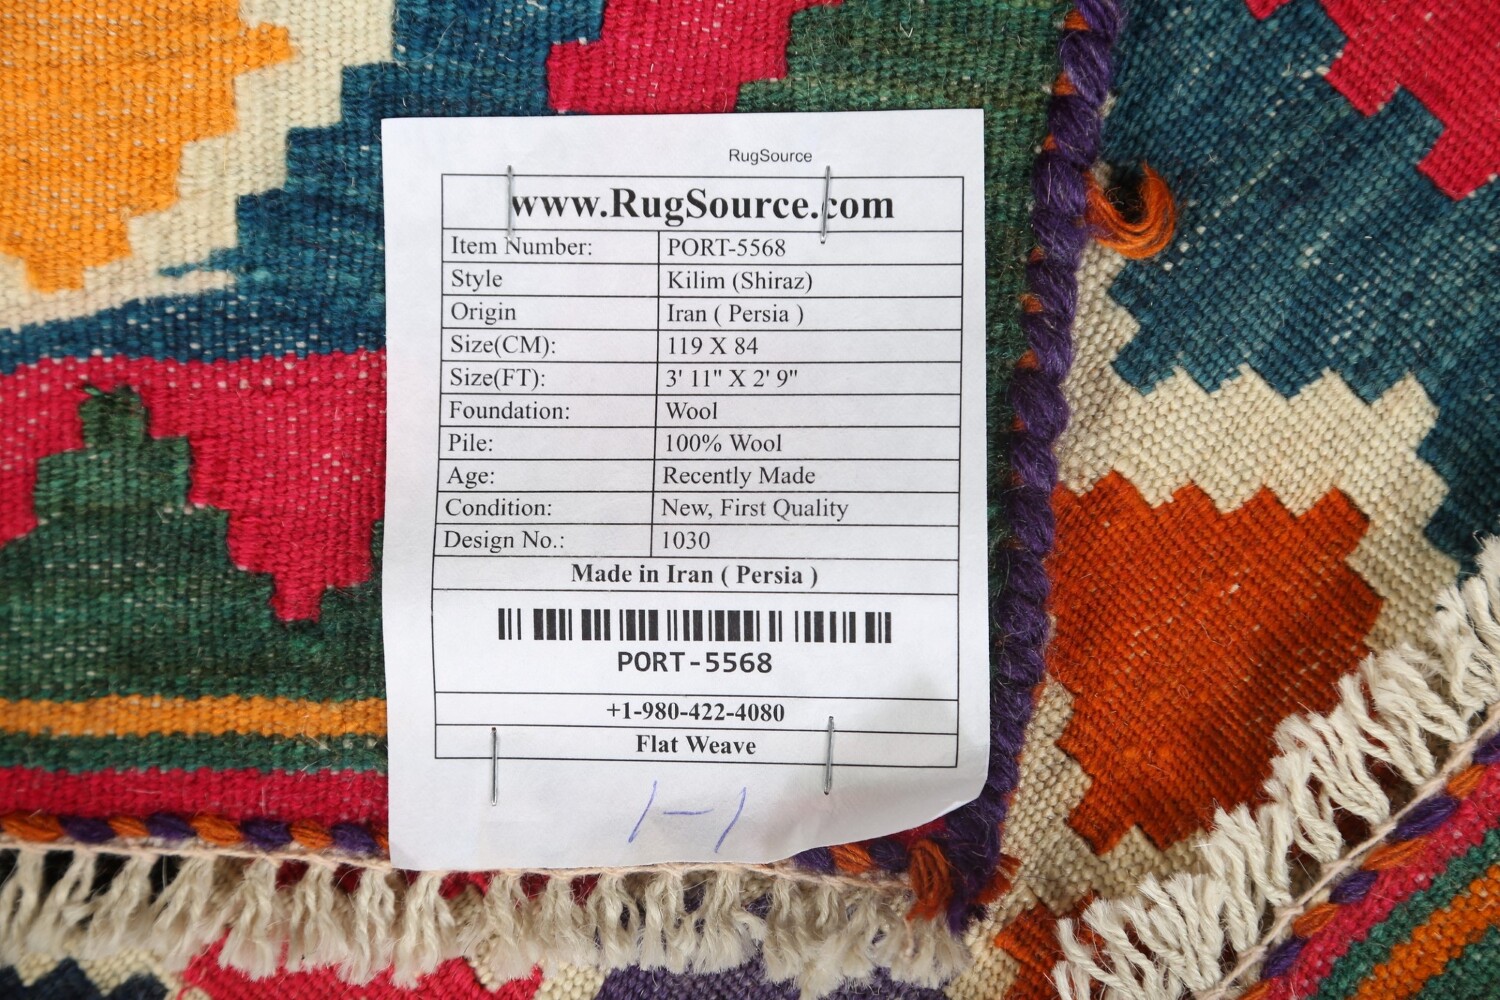 RugSource
www.RugSource.com
Item Number: PORT-5568
Style Kilim (Shiraz)
Origin Iran ( Persia )
Size(CM): 119 X 84
Size(FT): 3' 11" X 2' 9"
Foundation: Wool
Pile: 100% Wool
Age: Recently Made
Condition: New, First Quality
Design No.: 1030
Made in Iran ( Persia )
PORT-5568
+1-980-422-4080
Flat Weave
1-1